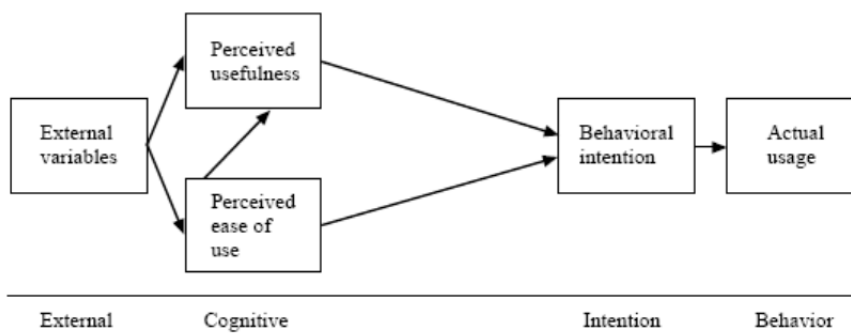 Perceived
usefulness
External
variables
Perceived
ease of
use
Behavioral
intention
Actual
usage
External
Cognitive
Intention
Behavior